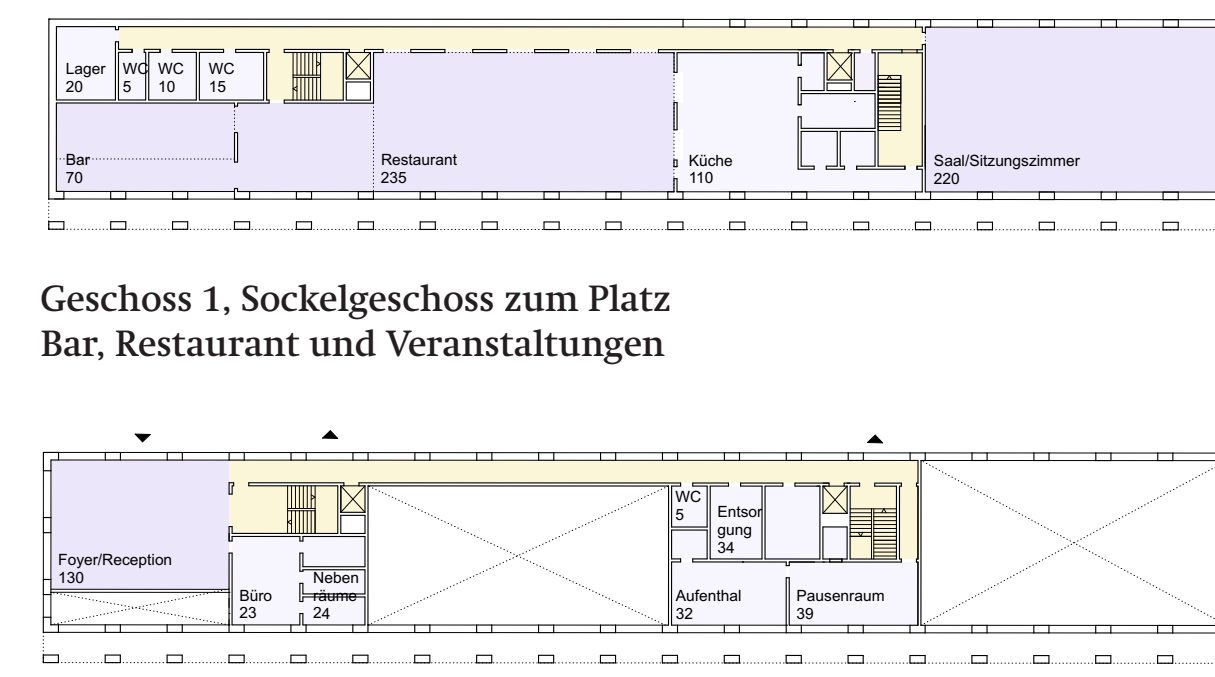 Lager
20
WC
5
WC
10
WC
15
Bar
70
Restaurant
235
Küche
110
Saal/Sitzungszimmer
220
Geschoss 1, Sockelgeschoss zum Platz
Bar, Restaurant und Veranstaltungen
Foyer/Reception
130
Büro
23
Neben
räume
24
WC
5
Entsor
gung
34
Aufenthal
32
Pausenraum
39